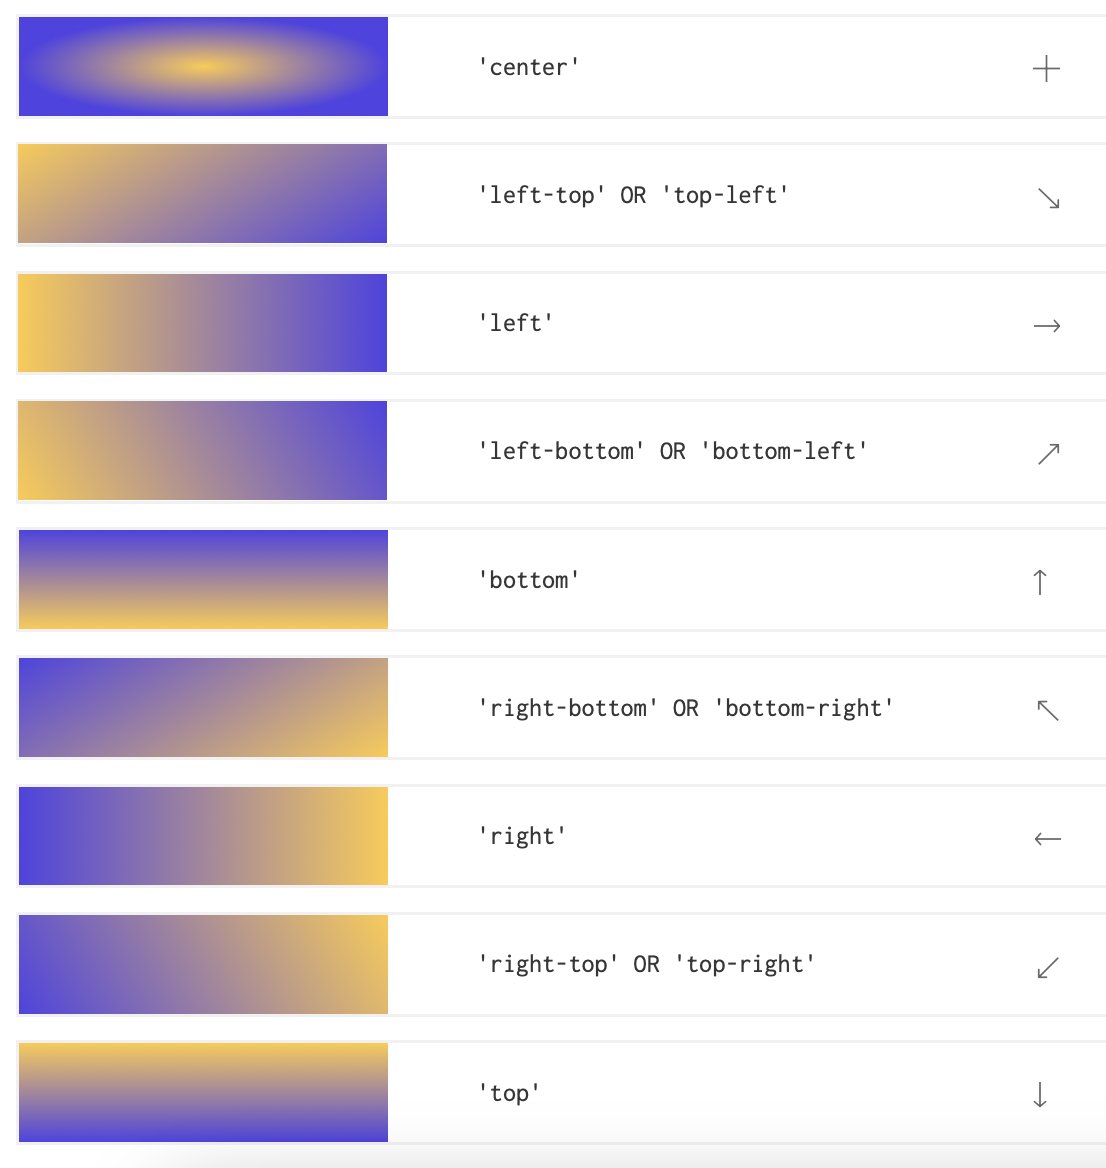 'center'
'left-top' OR 'top-left'
'left'
'left-bottom' OR 'bottom-left'
'bottom'
'right-bottom' OR 'bottom-right'
'right'
'right-top' OR 'top-right'
'top'